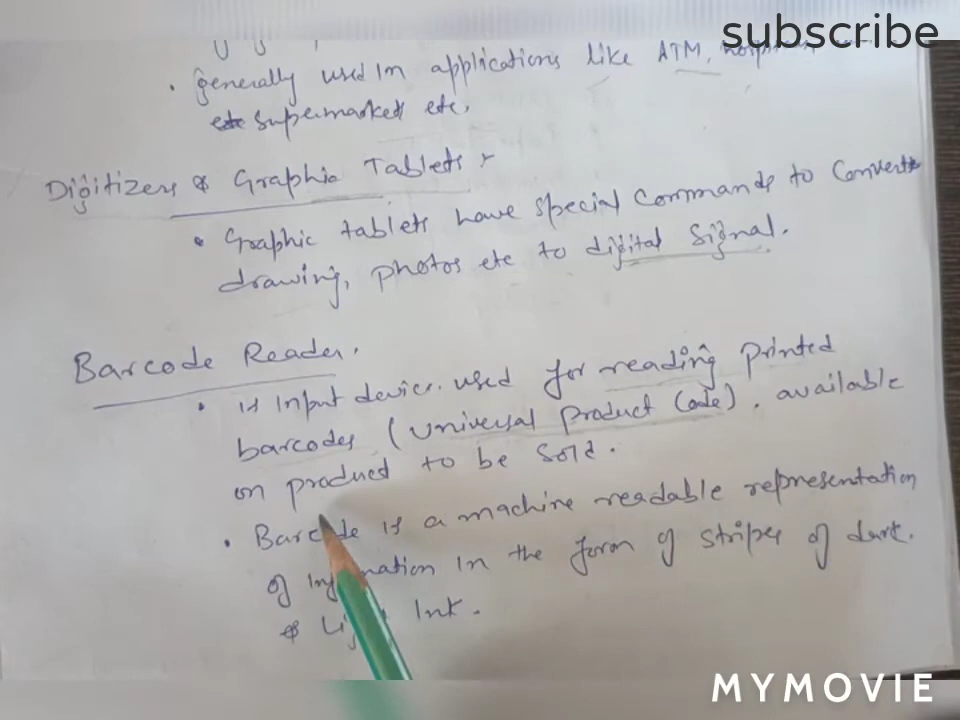 subscribe
• Generally used in applications like ATM,
supermarket etc.
Digitizers & Graphic Tablets
• Graphic tablets have special commands to convert
drawing, photos etc to digital signal.
Barcode Reader.
• is input device. used for reading printed
barcodes (universal product code). available
on product to be sold.
• Barcode is a machine readable representation
of in the form of stripes of dark.
& Ink.
MYMOVIE